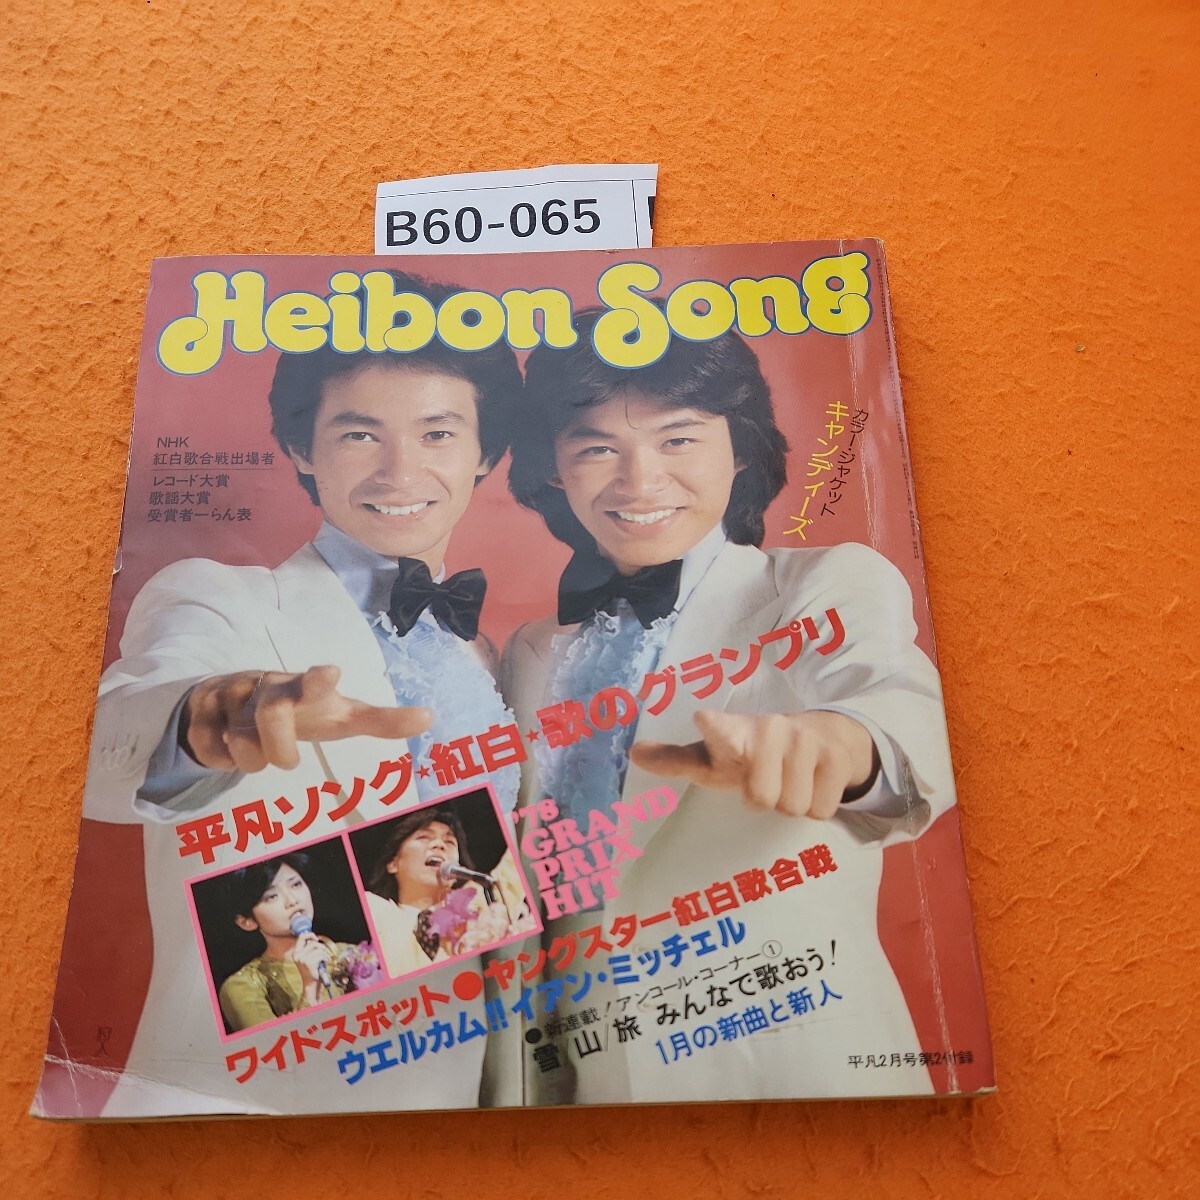 B60-065
Heibon Song
NHK
紅白歌合戦出場者
レコード大賞
歌謡大賞
受賞者一らん表
カラー・ジャケット
キャンディーズ
平凡ソング★紅白★歌のグランプリ
'78
GRAND
PRIX
HIT
ワイドスポット●ヤングスター紅白歌合戦
ウエルカム!!イアン・ミッチェル
●新連載!アンコール・コーナー①
雪/山/旅 みんなで歌おう!
1月の新曲と新人
平凡2月号第2付録